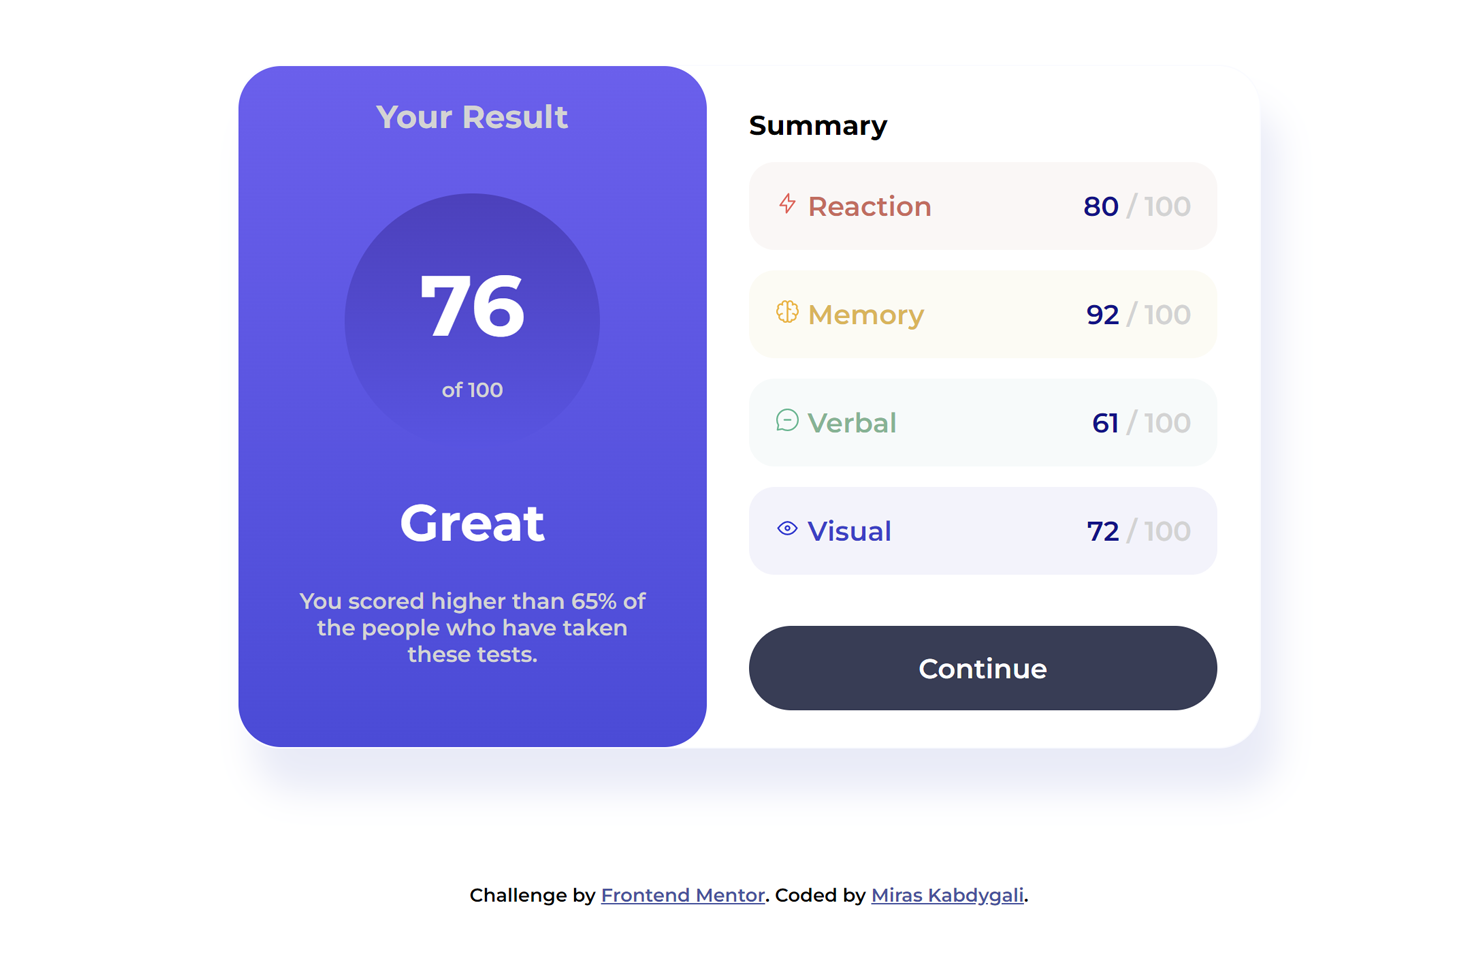 Your Result
76
of 100
Great
You scored higher than 65% of
the people who have taken
these tests.
Summary
Reaction 80 / 100
Memory 92 / 100
Verbal 61 / 100
Visual 72 / 100
Continue
Challenge by Frontend Mentor. Coded by Miras Kabdygali.